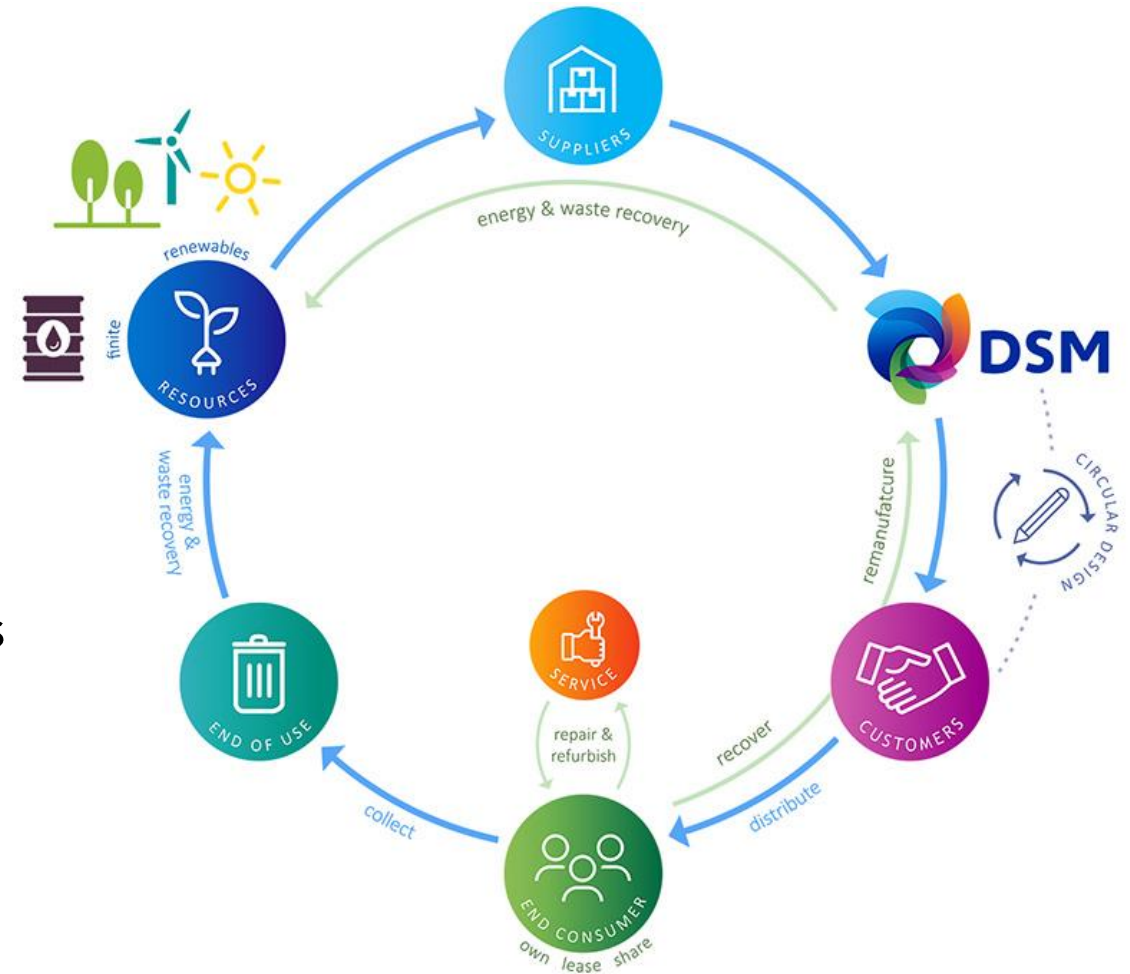 SUPPLIERS
energy & waste recovery
renewables
finite
RESOURCES
DSM
CIRCULAR DESIGN
energy &
waste recovery
remanufatcure
s
SERVICE
END OF USE
repair &
refurbish
recover
CUSTOMERS
distribute
collect
END CONSUMER
own lease share